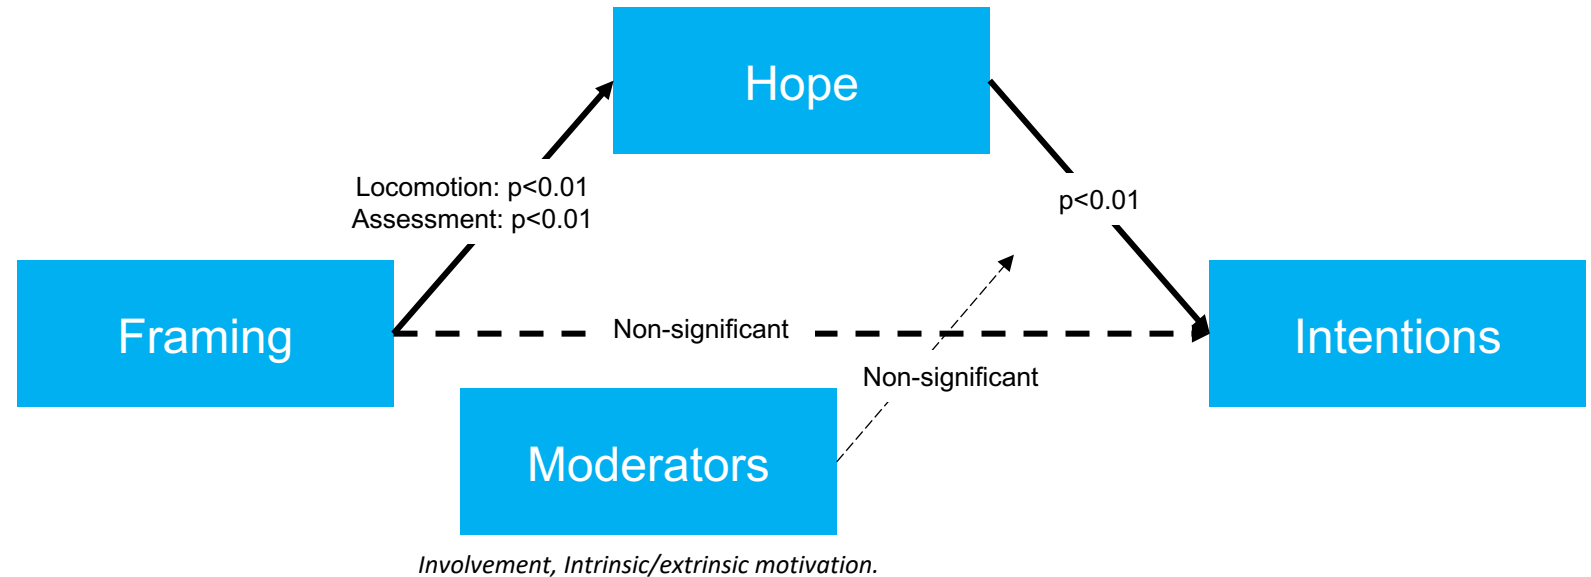 Hope
Locomotion: p<0.01
Assessment: p<0.01
p<0.01
Framing
Non-significant
Intentions
Non-significant
Moderators
Involvement, Intrinsic/extrinsic motivation.